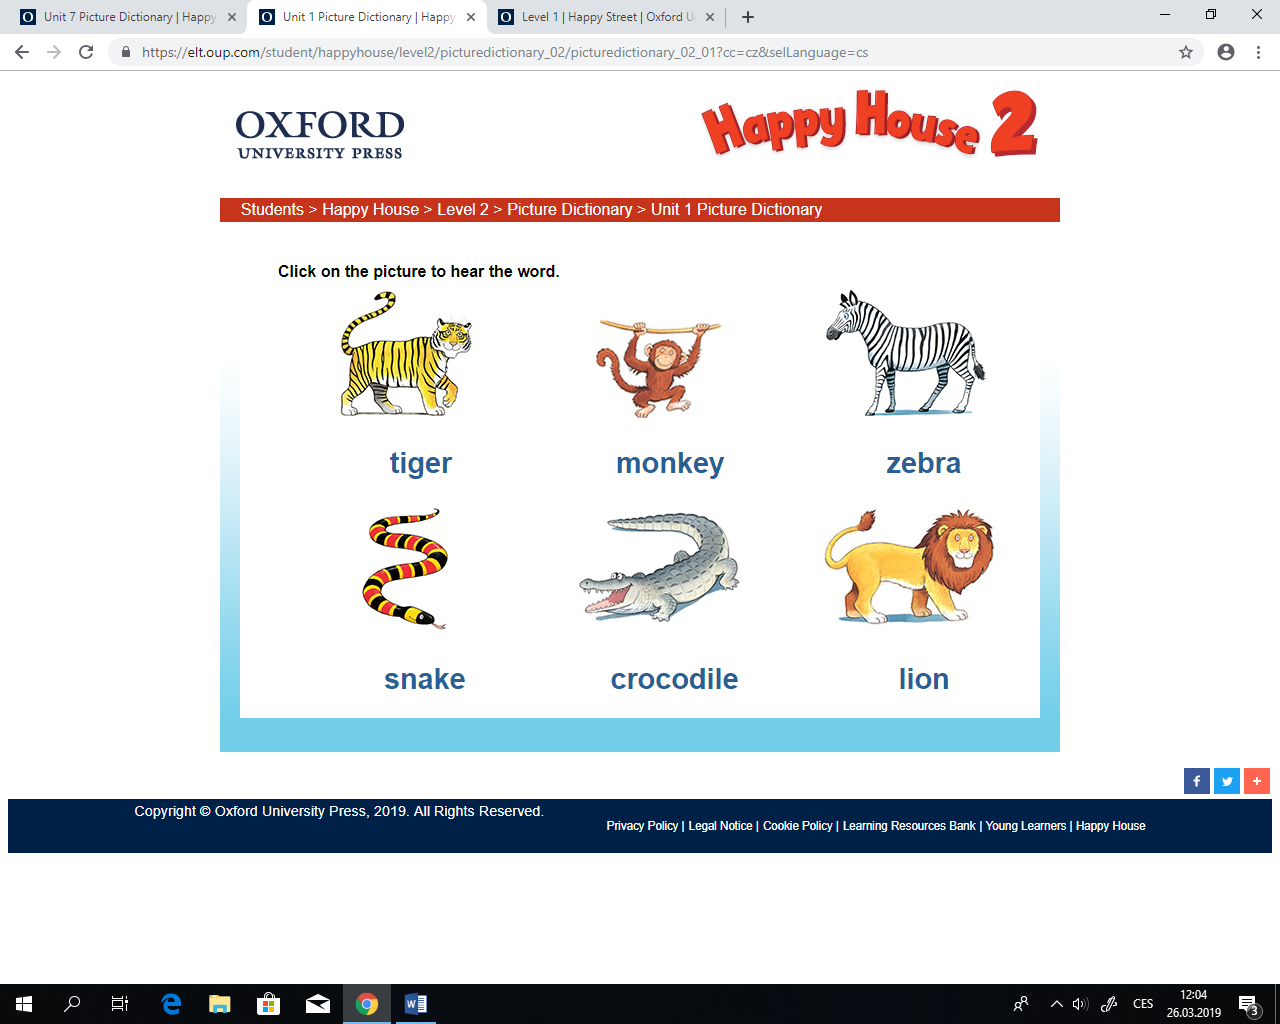 Unit 7 Picture Dictionary | Happy
Unit 1 Picture Dictionary | Happy
Level 1 | Happy Street | Oxford U
https://elt.oup.com/student/happyhouse/level2/picturedictionary_02/picturedictionary_02_01?cc=cz&selLanguage=cs
OXFORD
UNIVERSITY PRESS
Happy House 2
Students > Happy House > Level 2 > Picture Dictionary > Unit 1 Picture Dictionary
Click on the picture to hear the word.
tiger
monkey
zebra
snake
crocodile
lion
Copyright © Oxford University Press, 2019. All Rights Reserved.
Privacy Policy | Legal Notice | Cookie Policy | Learning Resources Bank | Young Learners | Happy House
CES
12:04
26.03.2019
3